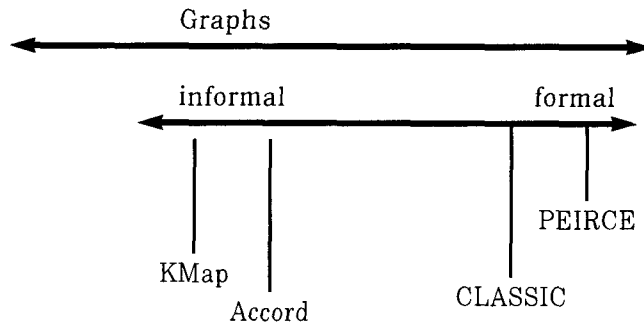 Graphs
informal formal
PEIRCE
KMap
CLASSIC
Accord